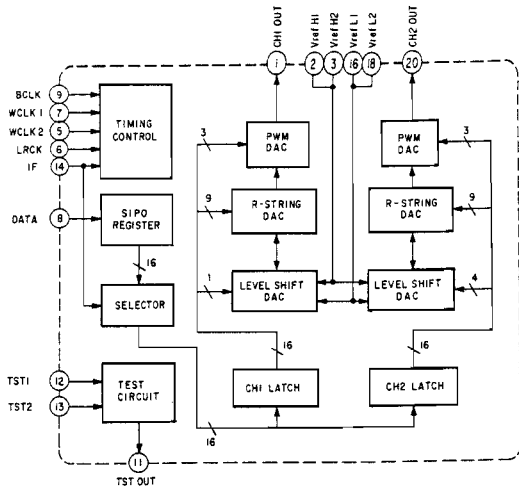 CH1 OUT
Vref H1
Vref H2
Vref L1
Vref L2
CH2 OUT
1
2
3
16
18
20
BCLK 9
WCLK 1 7
WCLK 2 5
LRCK 6
IF 14
TIMING
CONTROL
3
PWM
DAC
PWM
DAC
3
DATA 8
SIPO
REGISTER
9
R-STRING
DAC
R-STRING
DAC
9
16
SELECTOR
1
LEVEL SHIFT
DAC
LEVEL SHIFT
DAC
4
16
16
TST1 12
TST2 13
TEST
CIRCUIT
CH1 LATCH
CH2 LATCH
16
11
TST OUT